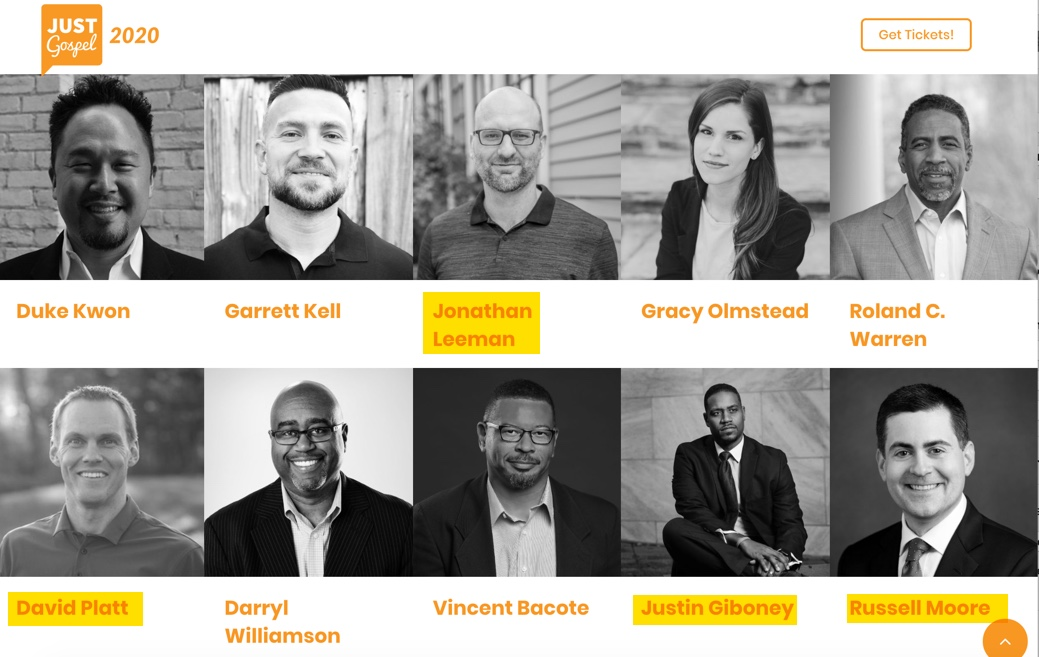 JUST
Gospel
2020
Get Tickets!
Duke Kwon
Garrett Kell
Jonathan
Leeman
Gracy Olmstead
Roland C.
Warren
David Platt
Darryl
Williamson
Vincent Bacote
Justin Giboney
Russell Moore